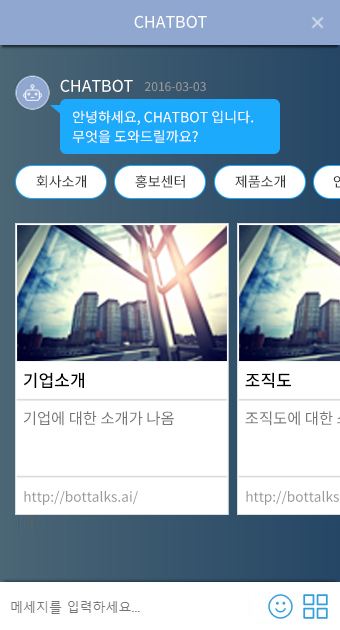 CHATBOT
CHATBOT 2016-03-03
안녕하세요, CHATBOT 입니다.
무엇을 도와드릴까요?
회사소개 홍보센터 제품소개
기업소개 조직도
기업에 대한 소개가 나옴 조직도에 대한
http://bottalks.ai/ http://bottalks
메세지를 입력하세요...